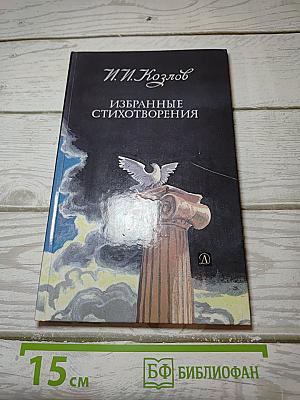 И. И. Козлов
ИЗБРАННЫЕ
СТИХОТВОРЕНИЯ
15 см
БФ БИБЛИОФАН